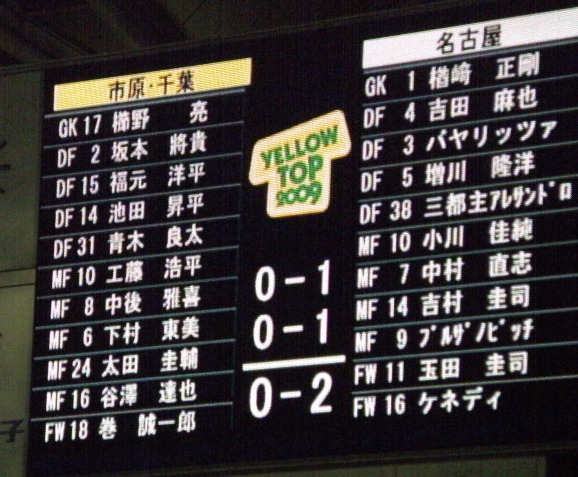 市原・千葉
GK 17 櫛野 亮
DF 2 坂本 將貴
DF 15 福元 洋平
DF 14 池田 昇平
DF 31 青木 良太
MF 10 工藤 浩平
MF 8 中後 雅喜
MF 6 下村 東美
MF 24 太田 圭輔
MF 16 谷澤 達也
FW 18 巻 誠一郎
YELLOW
TOP
2009
0-1
0-1
0-2
名古屋
GK 1 楢﨑 正剛
DF 4 吉田 麻也
DF 3 バヤリッツァ
DF 5 増川 隆洋
DF 38 三都主アレサンドロ
MF 10 小川 佳純
MF 7 中村 直志
MF 14 吉村 圭司
MF 9 ブルザノビッチ
FW 11 玉田 圭司
FW 16 ケネディ
子